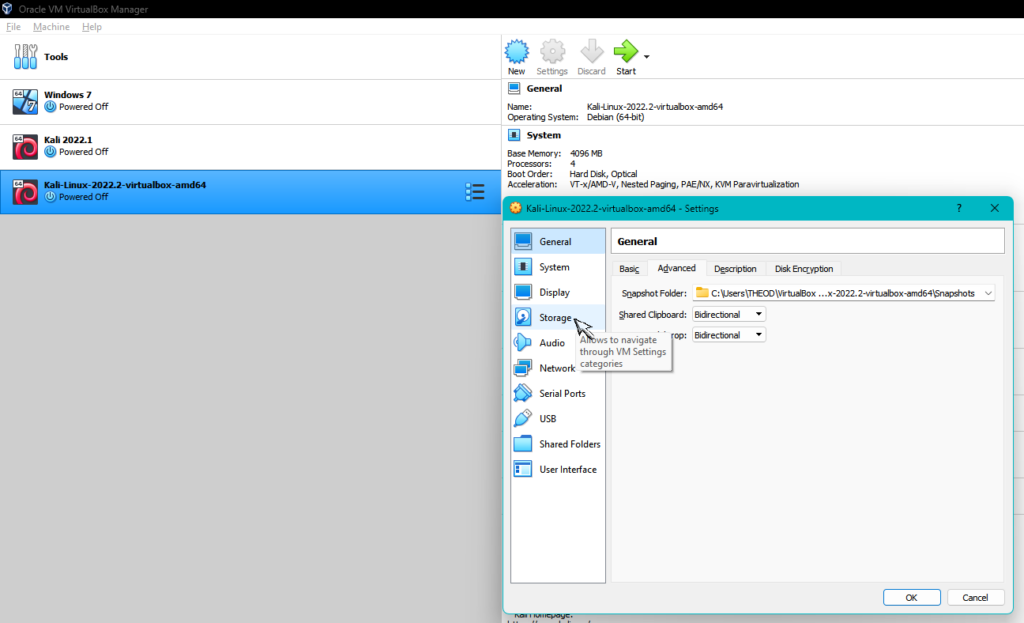 Oracle VM VirtualBox Manager
File Machine Help
Tools
New Settings Discard Start
64
Windows 7
Powered Off
64
Kali 2022.1
Powered Off
64
Kali-Linux-2022.2-virtualbox-amd64
Powered Off
General
Name: Kali-Linux-2022.2-virtualbox-amd64
Operating System: Debian (64-bit)
System
Base Memory: 4096 MB
Processors: 4
Boot Order: Hard Disk, Optical
Acceleration: VT-x/AMD-V, Nested Paging, PAE/NX, KVM Paravirtualization
Kali-Linux-2022.2-virtualbox-amd64 - Settings ? ×
General
System
Display
Storage
Audio
Network
Serial Ports
USB
Shared Folders
User Interface
Allows to navigate
through VM Settings
categories
General
Basic Advanced Description Disk Encryption
Snapshot Folder: C:\Users\THEOD\VirtualBox ...x-2022.2-virtualbox-amd64\Snapshots
Shared Clipboard: Bidirectional
rop: Bidirectional
OK Cancel
Kali Homepage: